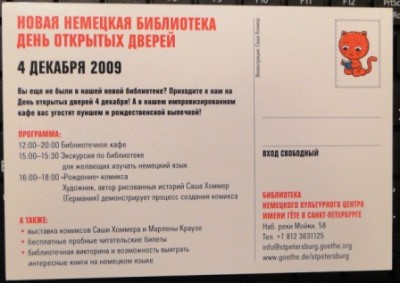 НОВАЯ НЕМЕЦКАЯ БИБЛИОТЕКА
ДЕНЬ ОТКРЫТЫХ ДВЕРЕЙ
4 ДЕКАБРЯ 2009
Вы еще не были в нашей новой библиотеке? Приходите к нам на
День открытых дверей 4 декабря! А в нашем импровизированном
кафе вас угостят пуншем и рождественской выпечкой!
ПРОГРАММА:
12:00–20:00 Библиотечное кафе
15:00–15:30 Экскурсия по библиотеке
для желающих изучать немецкий язык
16:00–18:00 «Рождение» комикса
Художник, автор рисованных историй Саша Хоммер
(Германия) демонстрирует процесс создания комикса
А ТАКЖЕ:
• выставка комиксов Саши Хоммера и Марлены Краузе
• бесплатные пробные читательские билеты
• библиотечная викторина и возможность выиграть
интересные книги на немецком языке
Иллюстрация: Саша Хоммер
ВХОД СВОБОДНЫЙ
БИБЛИОТЕКА
НЕМЕЦКОГО КУЛЬТУРНОГО ЦЕНТРА
ИМЕНИ ГЁТЕ В САНКТ-ПЕТЕРБУРГЕ
Наб. реки Мойки, 58
Тел. +7 812 3631125
info@stpetersburg.goethe.org
www.goethe.de/stpetersburg